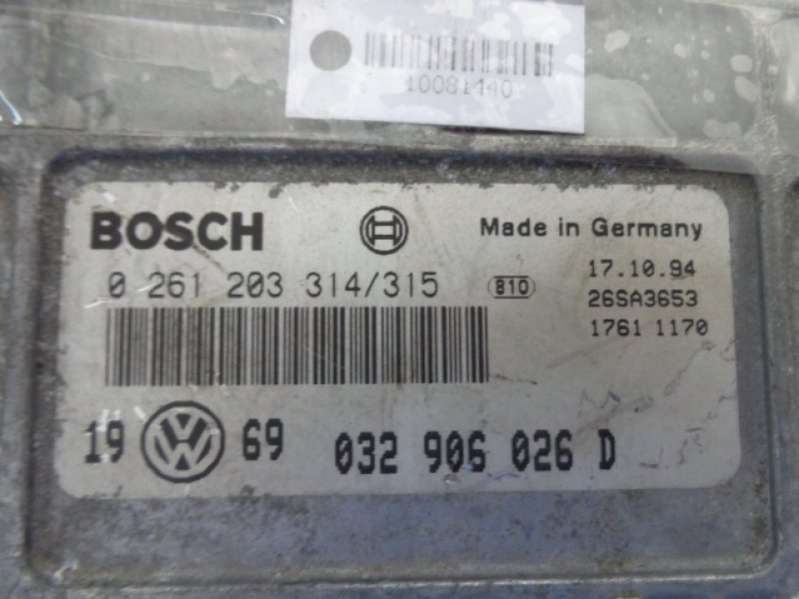 10081440
BOSCH
Made in Germany
0 261 203 314/315
810
17.10.94
26SA3653
1761 1170
19 VW 69 032 906 026 D